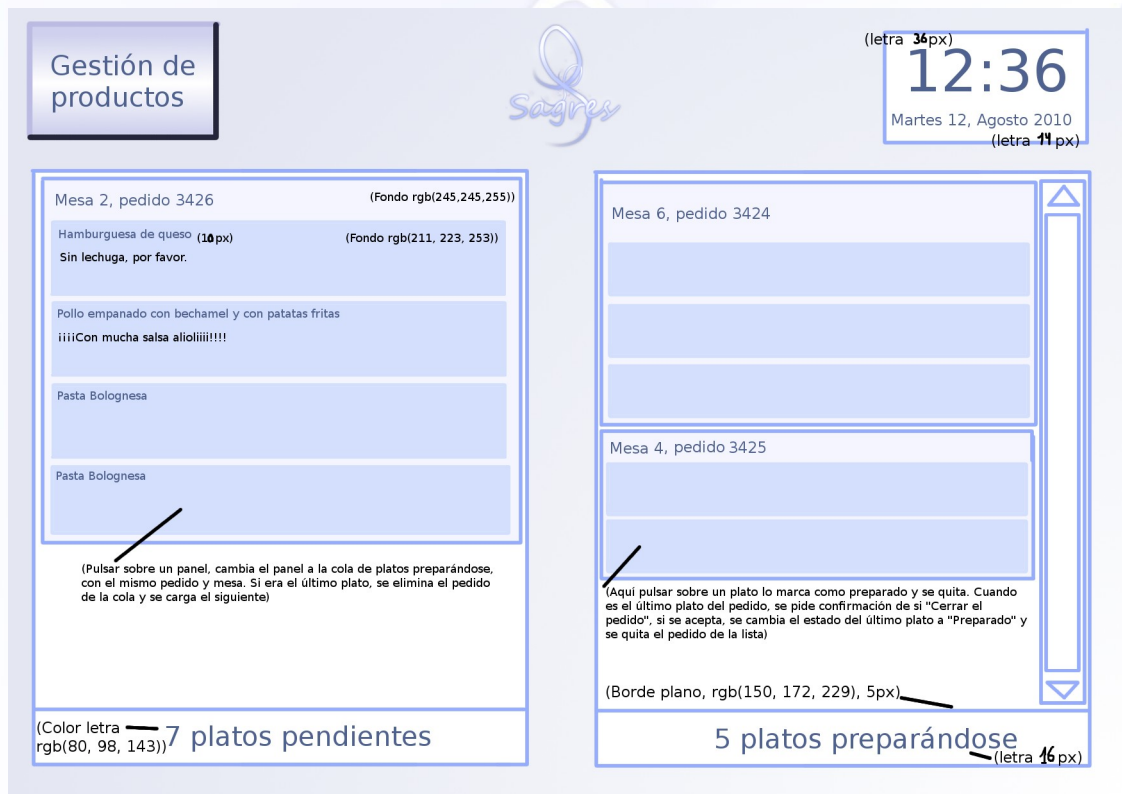 Gestión de
productos
Sagres
(letra 36px)
12:36
Martes 12, Agosto 2010
(letra 14 px)
Mesa 2, pedido 3426
(Fondo rgb(245,245,255))
Hamburguesa de queso
(Fondo rgb(211, 223, 253))
Sin lechuga, por favor.
Pollo empanado con bechamel y con patatas fritas
¡¡¡¡Con mucha salsa alioliiii!!!!
Pasta Bolognesa
Pasta Bolognesa
(Pulsar sobre un panel, cambia el panel a la cola de platos preparándose,
con el mismo pedido y mesa. Si era el último plato, se elimina el pedido
de la cola y se carga el siguiente)
(Color letra
rgb(80, 98, 143))
7 platos pendientes
Mesa 6, pedido 3424
Mesa 4, pedido 3425
(Aquí pulsar sobre un plato lo marca como preparado y se quita. Cuando
es el último plato del pedido, se pide confirmación de si "Cerrar el
pedido", si se acepta, se cambia el estado del último plato a "Preparado" y
se quita el pedido de la lista)
(Borde plano, rgb(150, 172, 229), 5px)
5 platos preparándose
(letra 16 px)